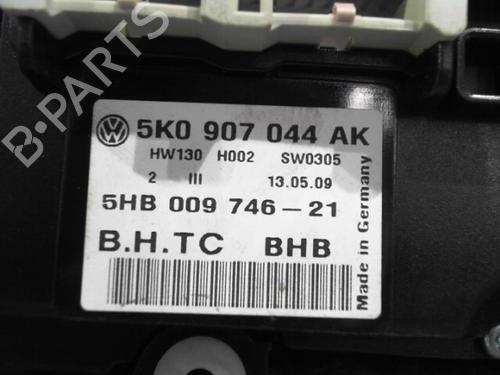 5K0 907 044 AK
HW130 H002 SW0305
2 III 13.05.09
5HB 009 746-21
B.H.TC BHB
Made in Germany
B-PARTS